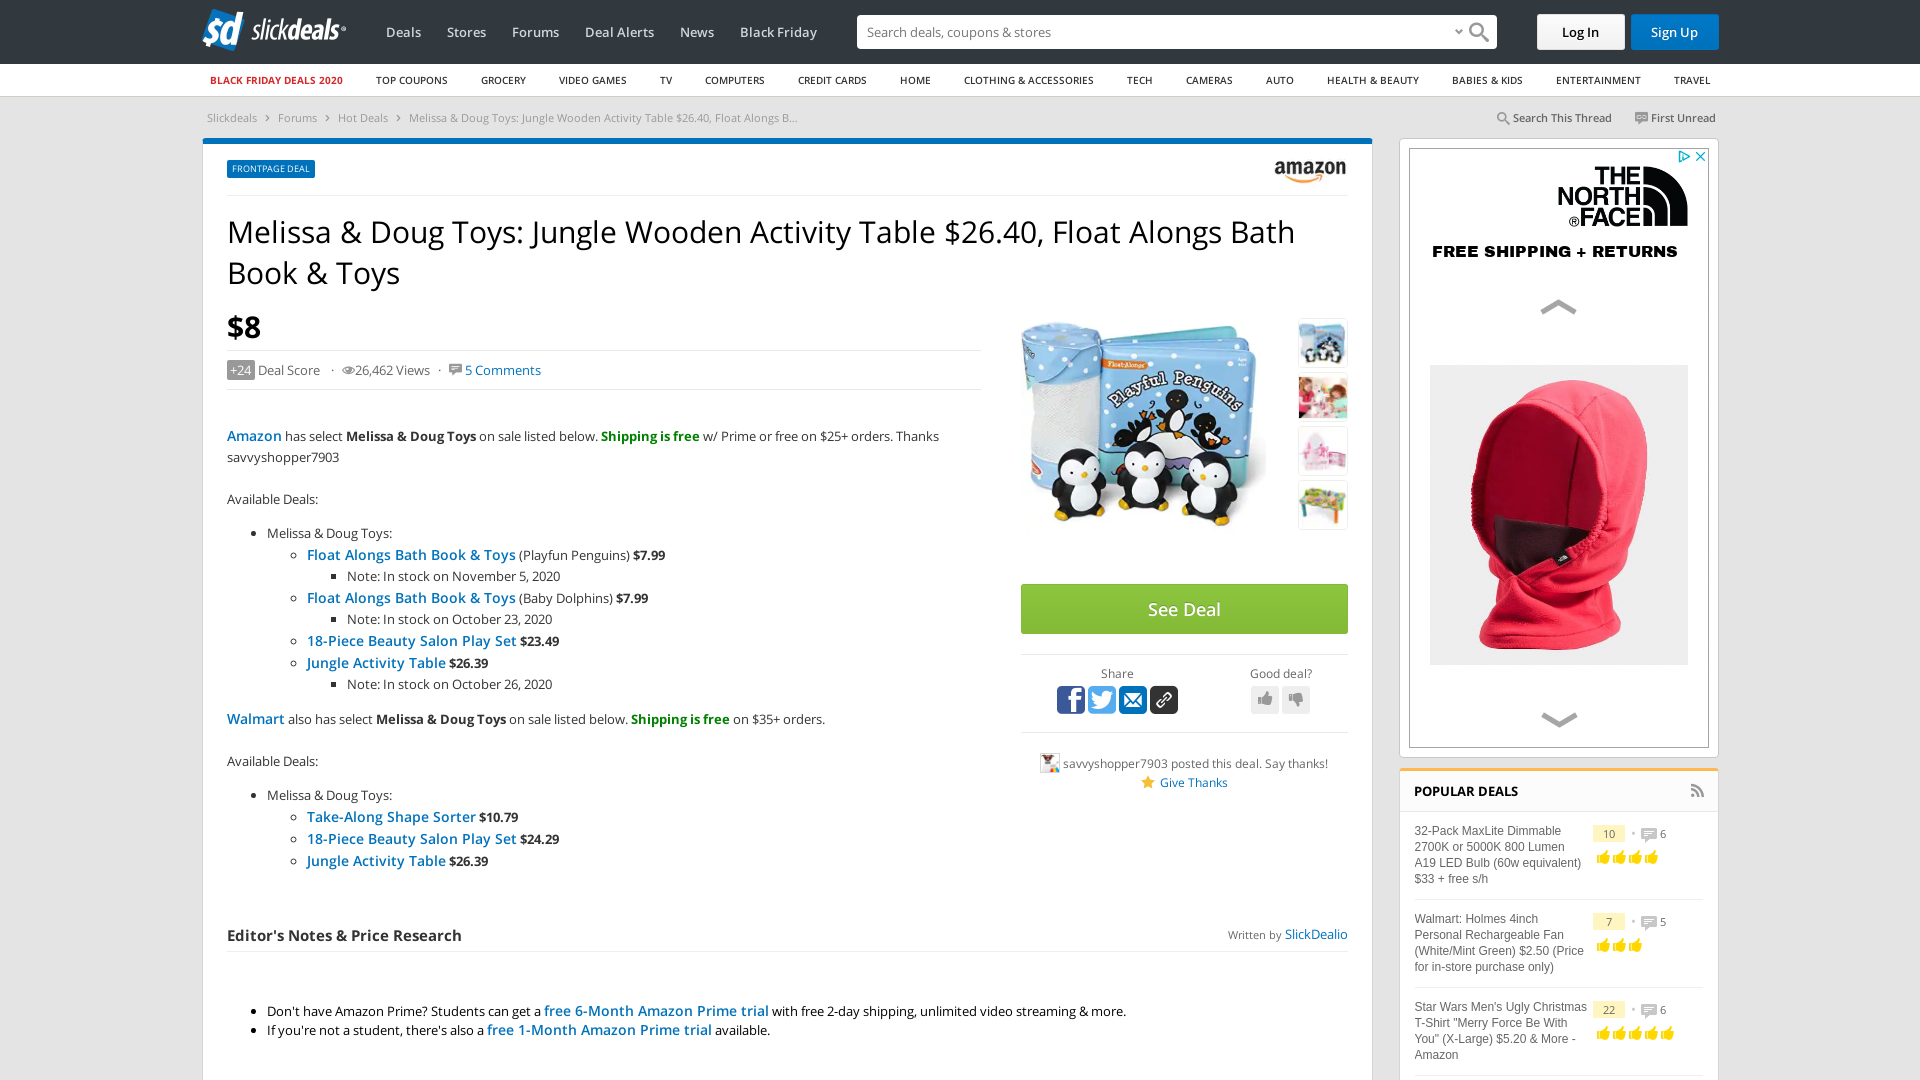 sd slickdeals
Deals Stores Forums Deal Alerts News Black Friday
Search deals, coupons & stores
Log In Sign Up
BLACK FRIDAY DEALS 2020 TOP COUPONS GROCERY VIDEO GAMES TV COMPUTERS CREDIT CARDS HOME CLOTHING & ACCESSORIES TECH CAMERAS AUTO HEALTH & BEAUTY BABIES & KIDS ENTERTAINMENT TRAVEL
Slickdeals › Forums › Hot Deals › Melissa & Doug Toys: Jungle Wooden Activity Table $26.40, Float Alongs B...
Search This Thread First Unread
FRONTPAGE DEAL
amazon
Melissa & Doug Toys: Jungle Wooden Activity Table $26.40, Float Alongs Bath
Book & Toys
$8
+24 Deal Score · 26,462 Views · 5 Comments
Amazon has select Melissa & Doug Toys on sale listed below. Shipping is free w/ Prime or free on $25+ orders. Thanks
savvyshopper7903
Available Deals:
Melissa & Doug Toys:
Float Alongs Bath Book & Toys (Playfun Penguins) $7.99
Note: In stock on November 5, 2020
Float Alongs Bath Book & Toys (Baby Dolphins) $7.99
Note: In stock on October 23, 2020
18-Piece Beauty Salon Play Set $23.49
Jungle Activity Table $26.39
Note: In stock on October 26, 2020
Walmart also has select Melissa & Doug Toys on sale listed below. Shipping is free on $35+ orders.
Available Deals:
Melissa & Doug Toys:
Take-Along Shape Sorter $10.79
18-Piece Beauty Salon Play Set $24.29
Jungle Activity Table $26.39
Float-Alongs
Playful Penguins
See Deal
Share Good deal?
savvyshopper7903 posted this deal. Say thanks!
Give Thanks
Editor's Notes & Price Research
Written by SlickDealio
Don't have Amazon Prime? Students can get a free 6-Month Amazon Prime trial with free 2-day shipping, unlimited video streaming & more.
If you're not a student, there's also a free 1-Month Amazon Prime trial available.
THE
NORTH
FACE
FREE SHIPPING + RETURNS
POPULAR DEALS
32-Pack MaxLite Dimmable
2700K or 5000K 800 Lumen
A19 LED Bulb (60w equivalent)
$33 + free s/h
10 • 6
Walmart: Holmes 4inch
Personal Rechargeable Fan
(White/Mint Green) $2.50 (Price
for in-store purchase only)
7 • 5
Star Wars Men's Ugly Christmas
T-Shirt "Merry Force Be With
You" (X-Large) $5.20 & More -
Amazon
22 • 6